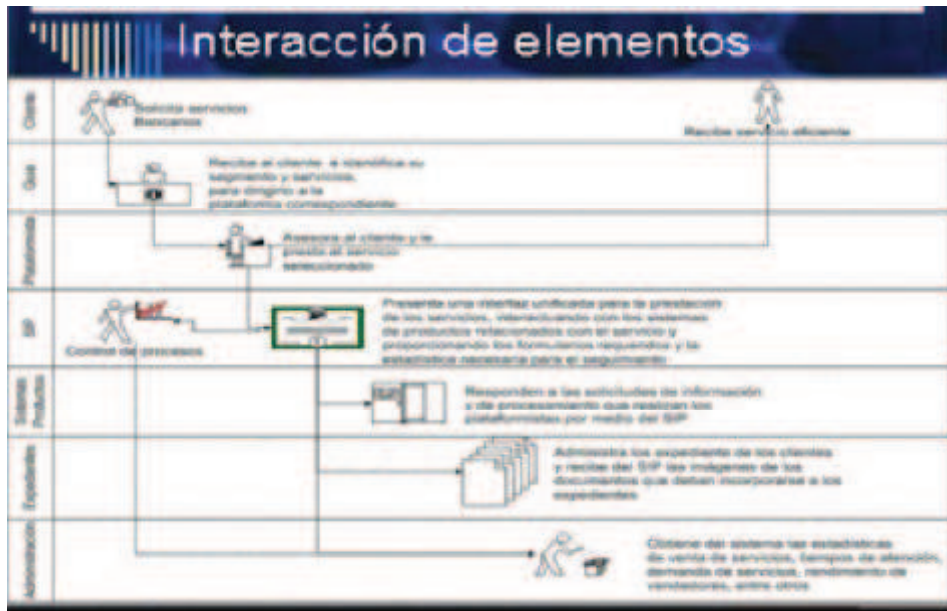 Interacción de elementos
Cliente
Solicita servicios
Bancarios
Recibe servicio eficiente
Guia
Recibe al cliente e identifica su
segmento y servicios,
para dirigirlo a la
plataforma correspondiente
Plataformista
Asesora al cliente y le
presta el servicio
seleccionado
SIP
Control de procesos
Presenta una interfaz unificada para la prestación
de los servicios, interactuando con los sistemas
de productos relacionados con el servicio y
proporcionando los formularios requeridos y la
estadística necesaria para el seguimiento
Sistemas
Productos
Responden a las solicitudes de información
y de procesamiento que realizan los
plataformistas por medio del SIP
Expediente
Administra los expediente de los clientes
y recibe del SIP las imágenes de los
documentos que deban incorporarse a los
expedientes
Administración
Obtiene del sistema las estadísticas
de venta de servicios, tiempos de atención,
demanda de servicios, rendimiento de
vendedores, entre otros